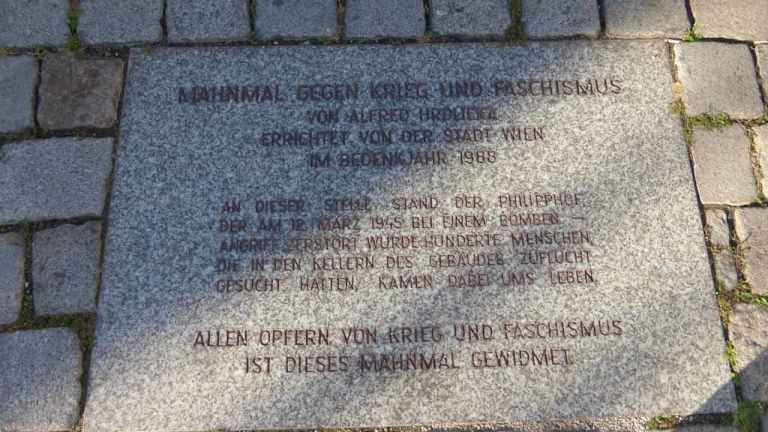 MAHNMAL GEGEN KRIEG UND FASCHISMUS
VON ALFRED HRDLICKA
ERRICHTET VON DER STADT WIEN
IM BEDENKJAHR 1988
AN DIESER STELLE STAND DER PHILIPPHOF,
DER AM 12. MÄRZ 1945 BEI EINEM BOMBEN –
ANGRIFF ZERSTÖRT WURDE. HUNDERTE MENSCHEN,
DIE IN DEN KELLERN DES GEBÄUDES ZUFLUCHT
GESUCHT HATTEN, KAMEN DABEI UMS LEBEN.
ALLEN OPFERN VON KRIEG UND FASCHISMUS
IST DIESES MAHNMAL GEWIDMET.